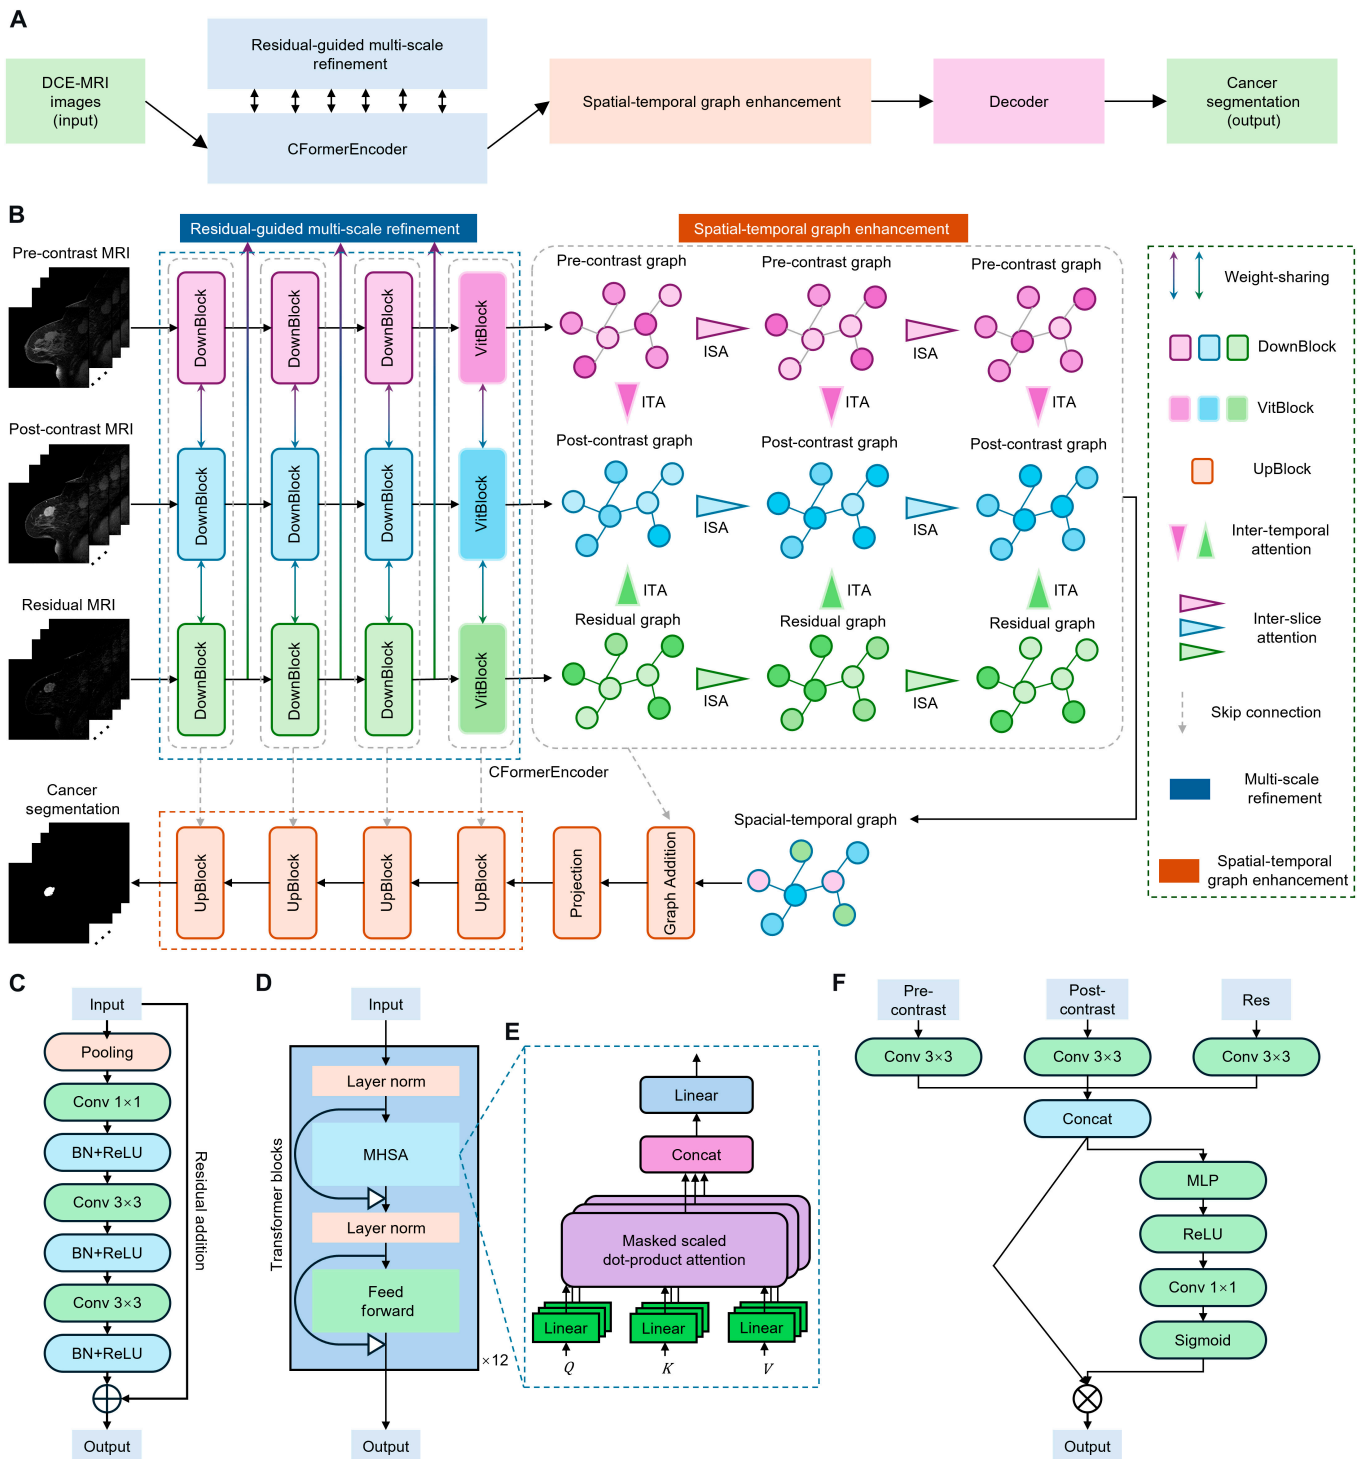 A
DCE-MRI
images
(input)
Residual-guided multi-scale
refinement
CFormerEncoder
Spatial-temporal graph enhancement
Decoder
Cancer
segmentation
(output)
B
Residual-guided multi-scale refinement
Spatial-temporal graph enhancement
Pre-contrast MRI
DownBlock
DownBlock
DownBlock
VitBlock
Pre-contrast graph
Pre-contrast graph
Pre-contrast graph
ISA
ISA
ITA
ITA
ITA
Post-contrast MRI
DownBlock
DownBlock
DownBlock
VitBlock
Post-contrast graph
Post-contrast graph
Post-contrast graph
ISA
ISA
ITA
ITA
ITA
Residual MRI
DownBlock
DownBlock
DownBlock
VitBlock
Residual graph
Residual graph
Residual graph
ISA
ISA
CFormerEncoder
Cancer
segmentation
UpBlock
UpBlock
UpBlock
UpBlock
Projection
Graph Addition
Spacial-temporal graph
Weight-sharing
DownBlock
VitBlock
UpBlock
Inter-temporal
attention
Inter-slice
attention
Skip connection
Multi-scale
refinement
Spatial-temporal
graph enhancement
C
Input
Pooling
Conv 1×1
BN+ReLU
Conv 3×3
BN+ReLU
Conv 3×3
BN+ReLU
Output
Residual addition
D
Input
Layer norm
MHSA
Layer norm
Feed
forward
Transformer blocks
×12
Output
E
Linear
Concat
Masked scaled
dot-product attention
Linear
Linear
Linear
Q
K
V
F
Pre-
contrast
Post-
contrast
Res
Conv 3×3
Conv 3×3
Conv 3×3
Concat
MLP
ReLU
Conv 1×1
Sigmoid
Output